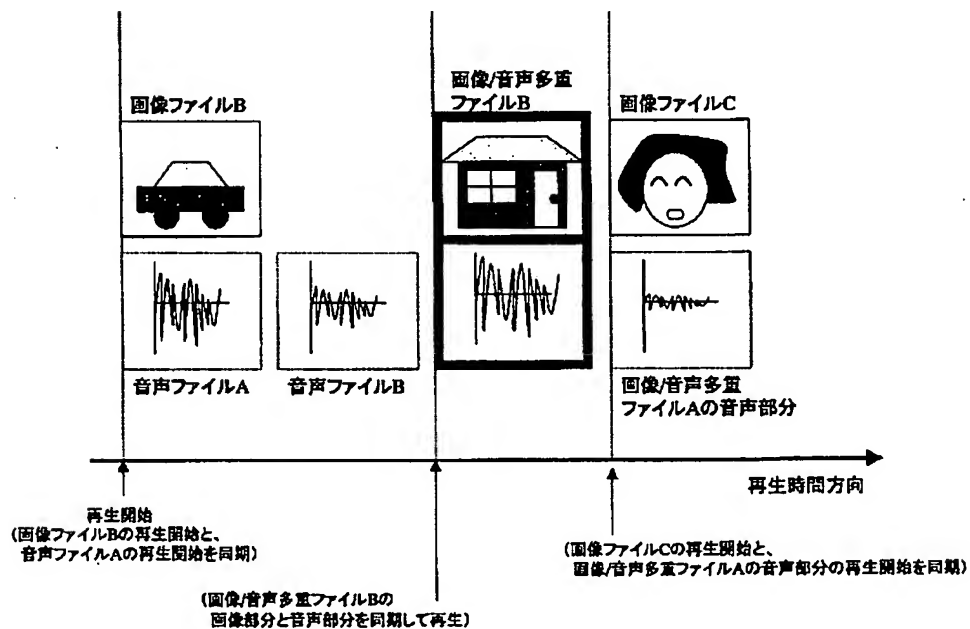 画像ファイルB
画像/音声多重
ファイルB
画像ファイルC
音声ファイルA
音声ファイルB
画像/音声多重
ファイルAの音声部分
再生時間方向
再生開始
(画像ファイルBの再生開始と、
音声ファイルAの再生開始を同期)
(画像/音声多重ファイルBの
画像部分と音声部分を同期して再生)
(画像ファイルCの再生開始と、
画像/音声多重ファイルAの音声部分の再生開始を同期)